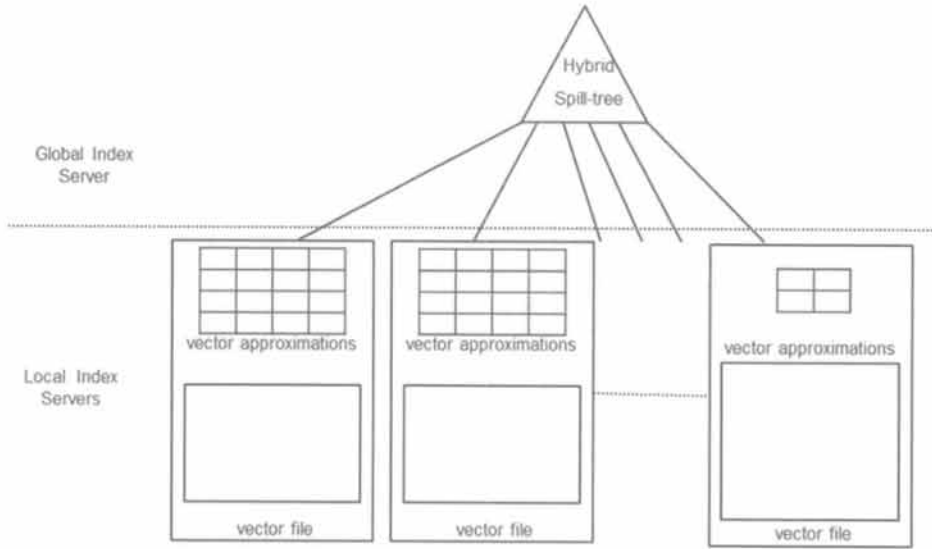 Hybrid
Spill-tree
Global Index
Server
vector approximations
vector approximations
vector approximations
Local Index
Servers
vector file
vector file
vector file